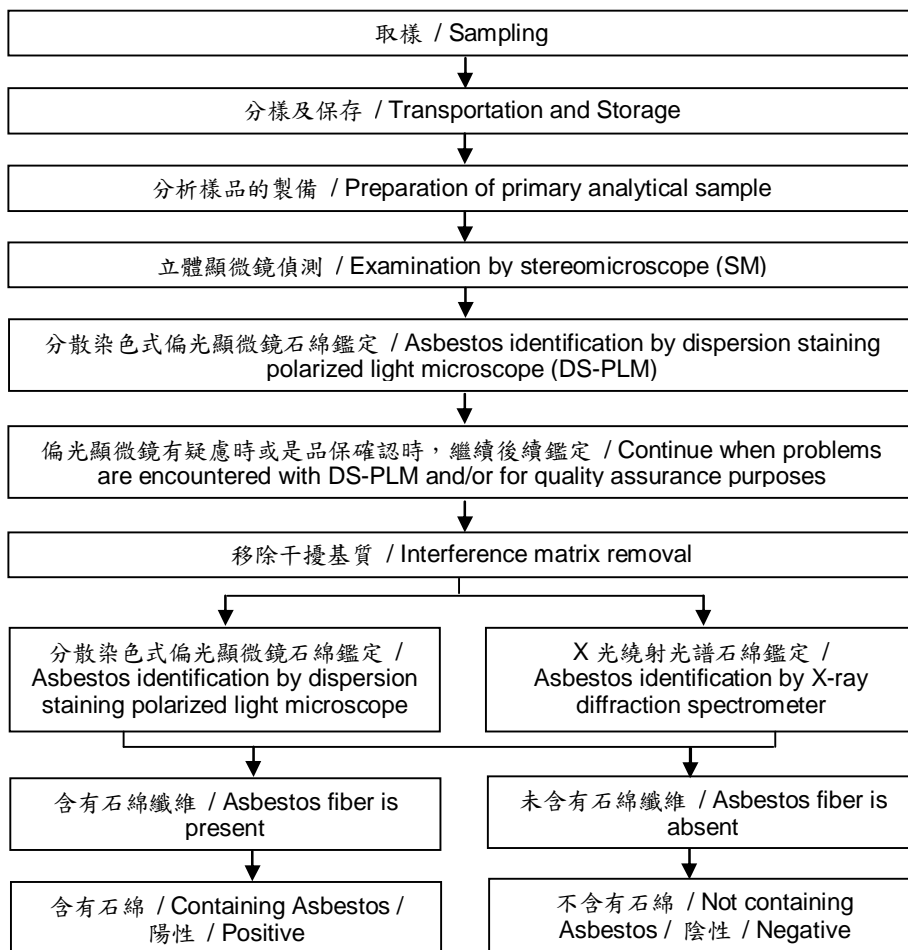 取樣 / Sampling
分樣及保存 / Transportation and Storage
分析樣品的製備 / Preparation of primary analytical sample
立體顯微鏡偵測 / Examination by stereomicroscope (SM)
分散染色式偏光顯微鏡石綿鑑定 / Asbestos identification by dispersion staining
polarized light microscope (DS-PLM)
偏光顯微鏡有疑慮時或是品保確認時，繼續後續鑑定 / Continue when problems
are encountered with DS-PLM and/or for quality assurance purposes
移除干擾基質 / Interference matrix removal
分散染色式偏光顯微鏡石綿鑑定 /
Asbestos identification by dispersion
staining polarized light microscope
X 光繞射光譜石綿鑑定 /
Asbestos identification by X-ray
diffraction spectrometer
含有石綿纖維 / Asbestos fiber is
present
未含有石綿纖維 / Asbestos fiber is
absent
含有石綿 / Containing Asbestos /
陽性 / Positive
不含有石綿 / Not containing
Asbestos / 陰性 / Negative